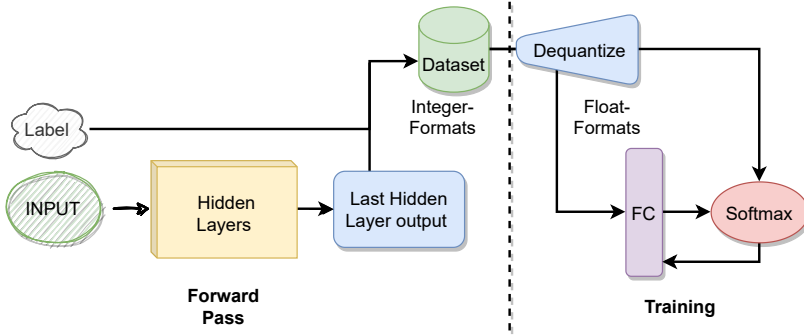 Label
INPUT
Hidden
Layers
Last Hidden
Layer output
Dataset
Integer-
Formats
Forward
Pass
Dequantize
Float-
Formats
FC
Softmax
Training